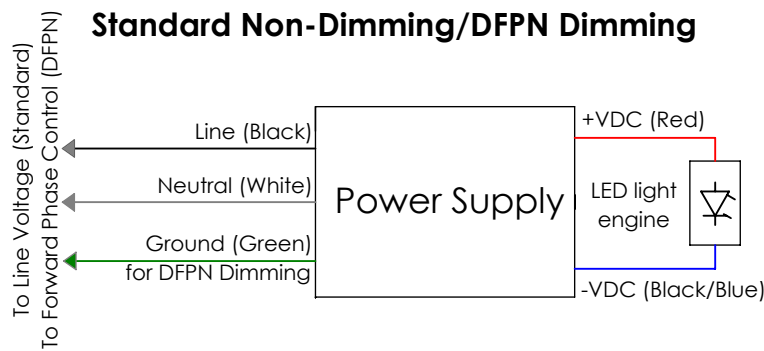 Standard Non-Dimming/DFPN Dimming
To Line Voltage (Standard)
To Forward Phase Control (DFPN)
Line (Black)
Neutral (White)
Ground (Green)
for DFPN Dimming
Power Supply
+VDC (Red)
LED light
engine
-VDC (Black/Blue)